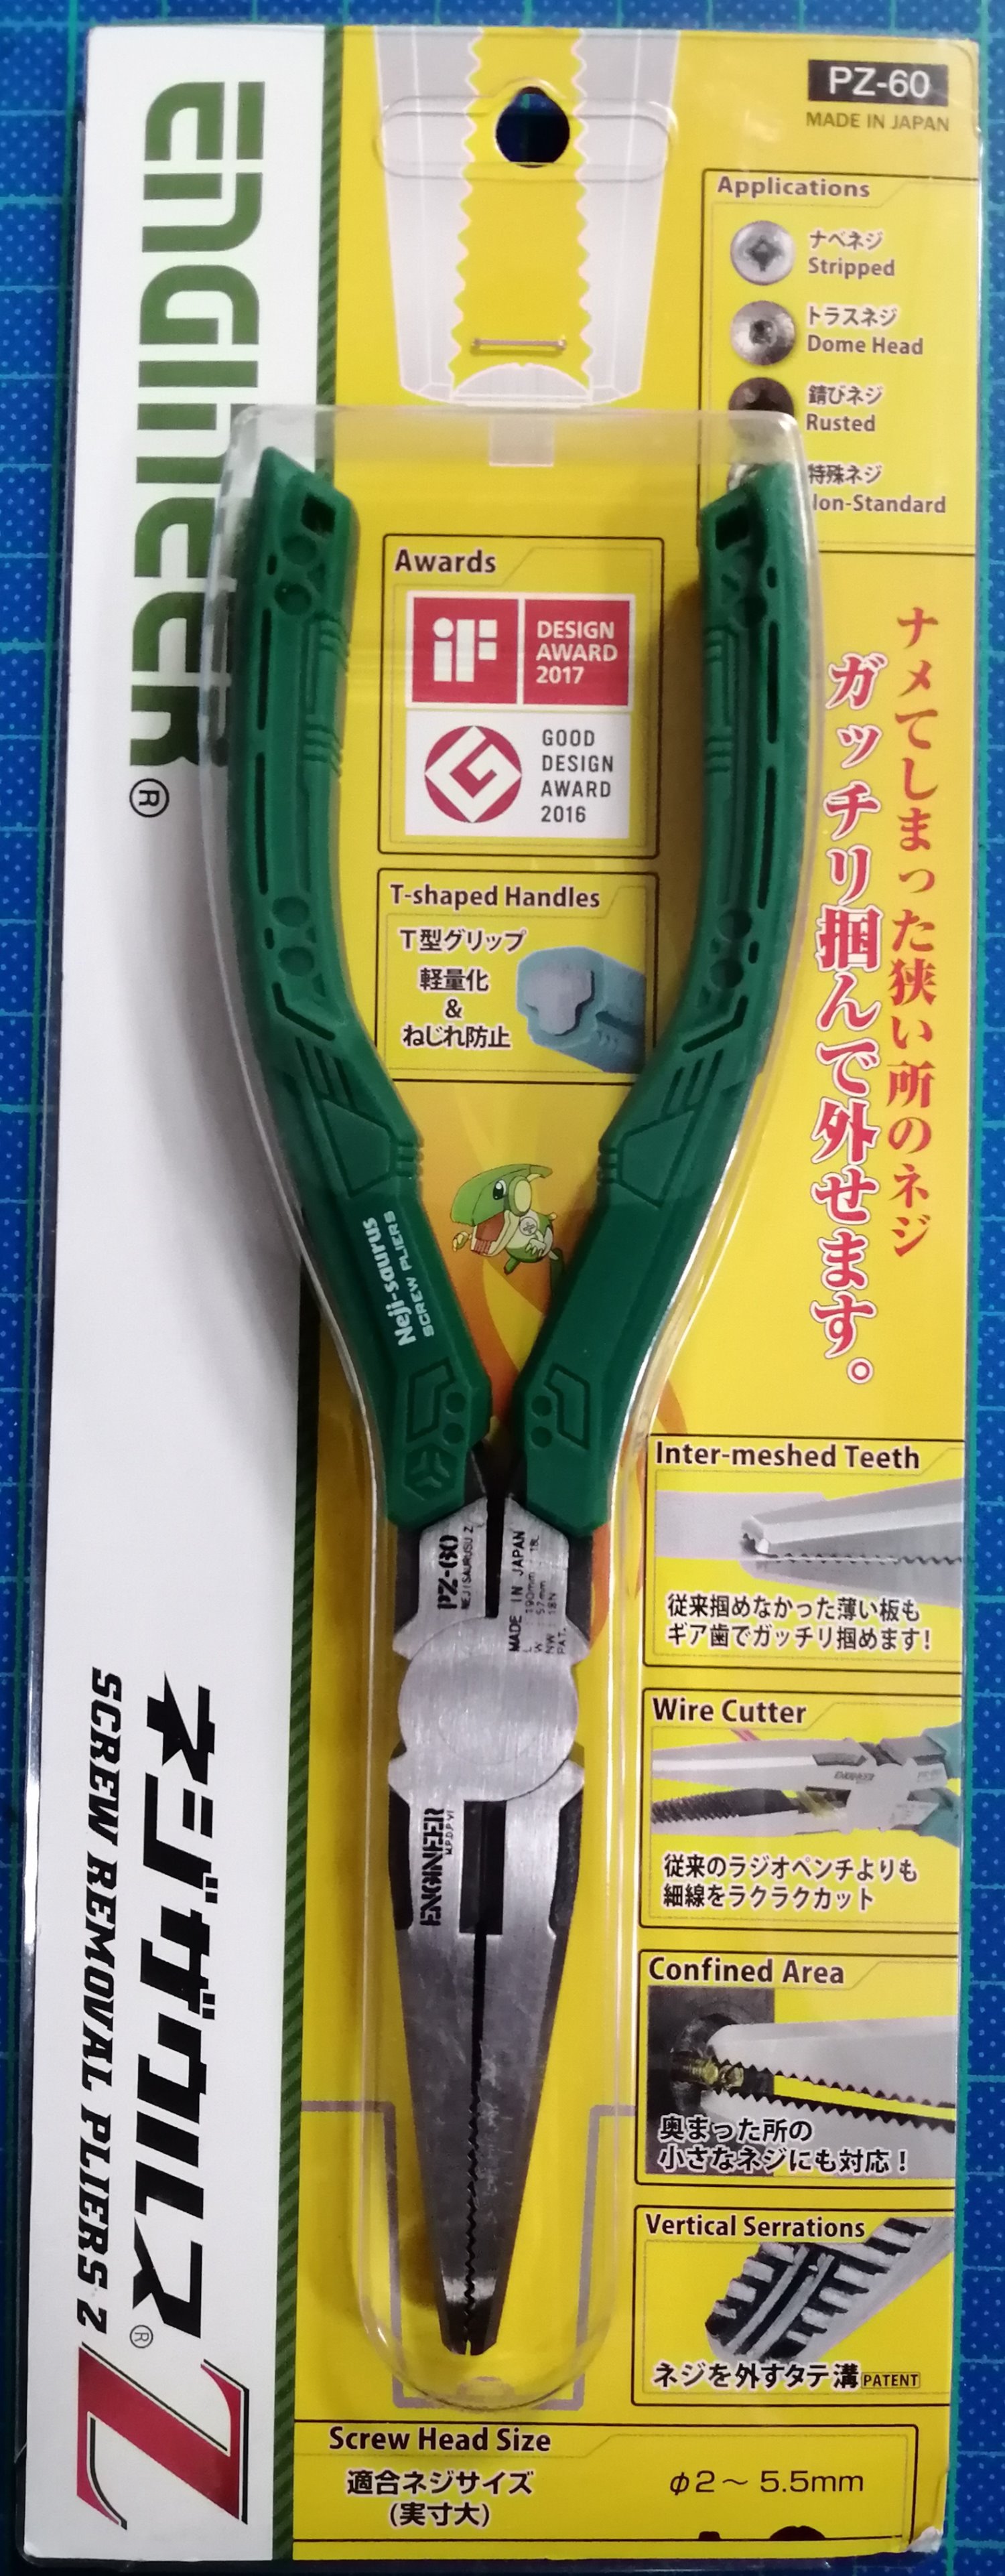 ENGINEER®
ネジザウルス®
SCREW REMOVAL PLIERS Z
Z
PZ-60
MADE IN JAPAN
Applications
ナベネジ
Stripped
トラスネジ
Dome Head
錆びネジ
Rusted
特殊ネジ
on-Standard
Awards
iF
DESIGN
AWARD
2017
GOOD
DESIGN
AWARD
2016
T-shaped Handles
T型グリップ
軽量化
&
ねじれ防止
ナメてしまった狭い所のネジ
ガッチリ掴んで外せます。
Neji-saurus
SCREW PLIERS
PZ-60
NEJISAURUSU Z
MADE IN JAPAN
L 190mm
W 57mm
NW 18N
PAT.
ENGINEER
M.P.D.P VI
Inter-meshed Teeth
従来掴めなかった薄い板も
ギア歯でガッチリ掴めます!
Wire Cutter
ENGINEER
従来のラジオペンチよりも
細線をラクラクカット
Confined Area
奥まった所の
小さなネジにも対応!
Vertical Serrations
ネジを外すタテ溝 PATENT
Screw Head Size
適合ネジサイズ
(実寸大)
φ2～5.5mm